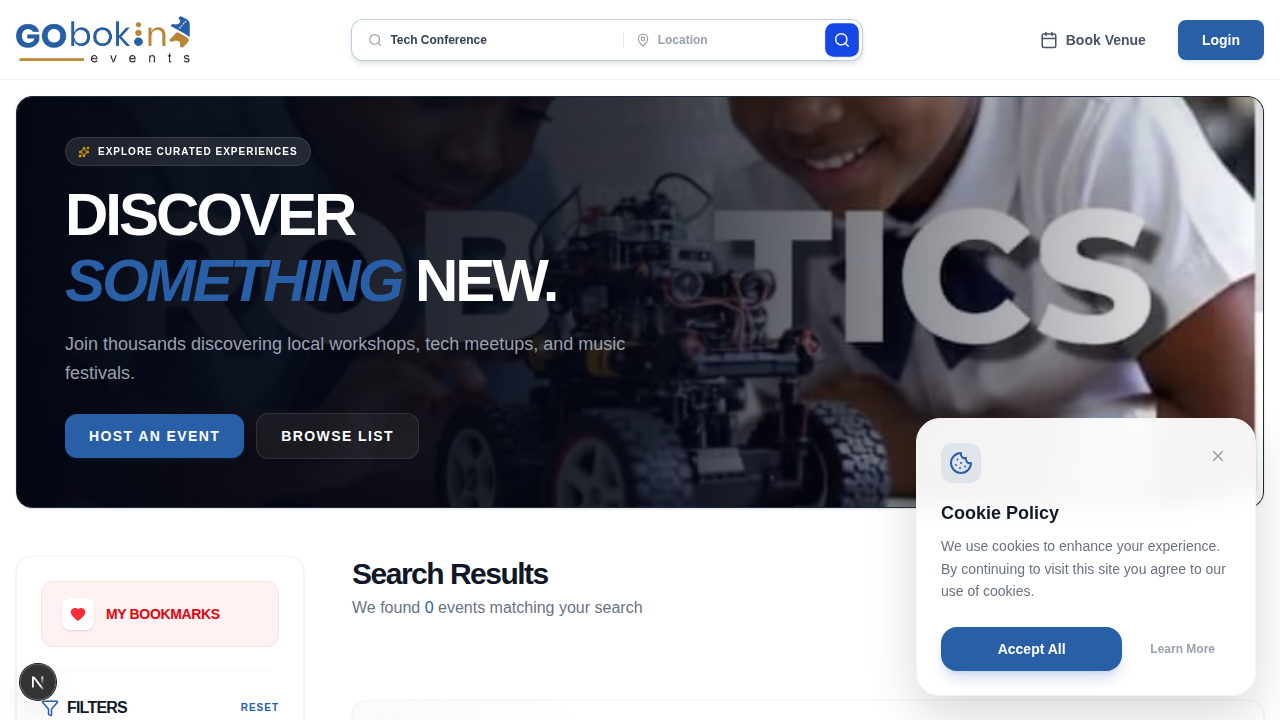 GObokin
events
Tech Conference
Location
Book Venue
Login
EXPLORE CURATED EXPERIENCES
DISCOVER
SOMETHING NEW.
ROBOTICS
Join thousands discovering local workshops, tech meetups, and music
festivals.
HOST AN EVENT
BROWSE LIST
Cookie Policy
We use cookies to enhance your experience.
By continuing to visit this site you agree to our
use of cookies.
Accept All
Learn More
MY BOOKMARKS
Search Results
We found 0 events matching your search
N
FILTERS
RESET